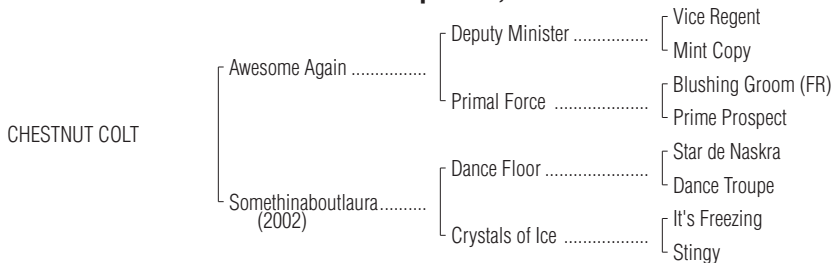 Vice Regent
Deputy Minister ................
Mint Copy
Awesome Again ................
Blushing Groom (FR)
Primal Force ....................
Prime Prospect
CHESTNUT COLT
Star de Naskra
Dance Floor ......................
Dance Troupe
Somethinaboutlaura..........
(2002)
It's Freezing
Crystals of Ice ..................
Stingy